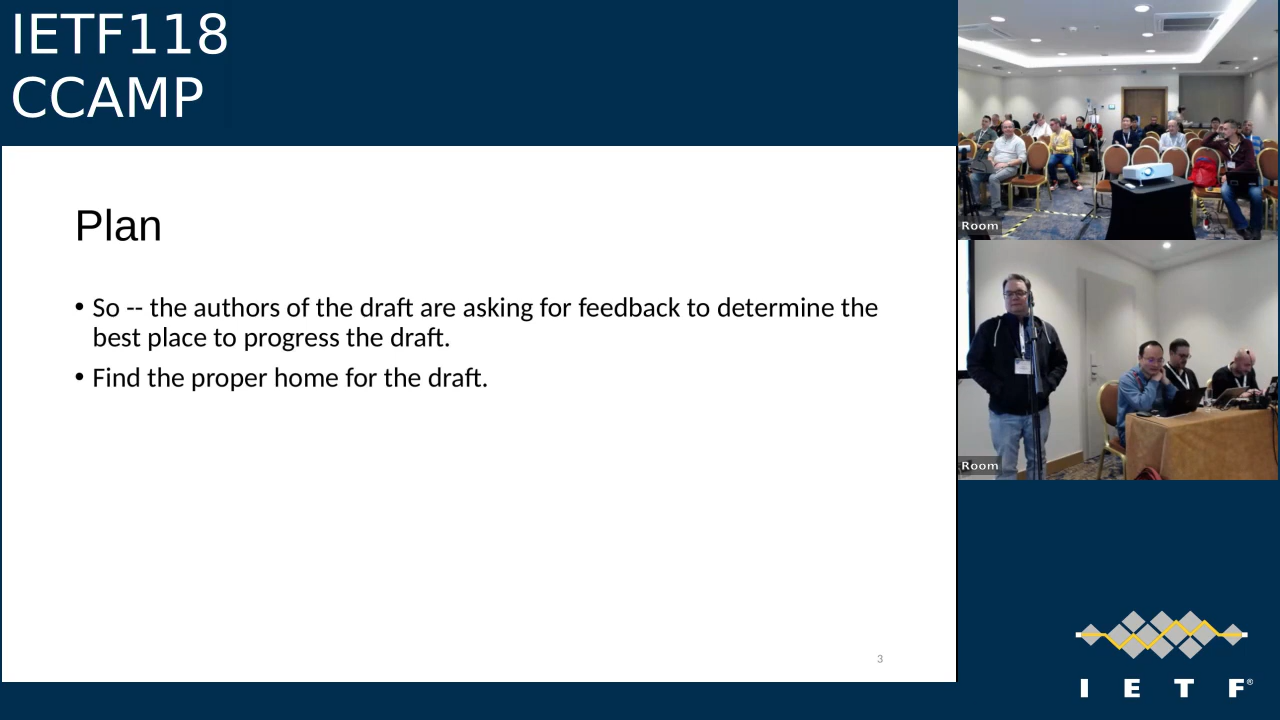 IETF118
CCAMP
Plan
• So -- the authors of the draft are asking for feedback to determine the
best place to progress the draft.
• Find the proper home for the draft.
3
Room
Room
I E T F®